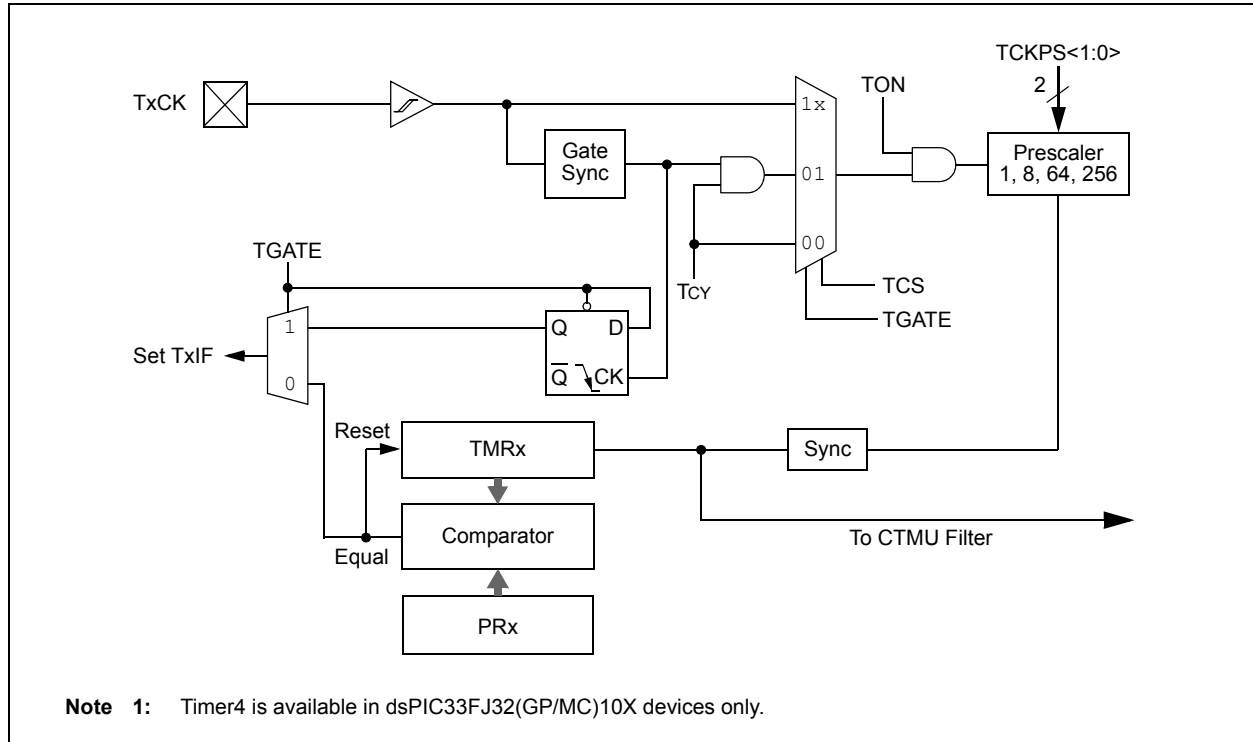 TCKPS<1:0>
2
TxCK
1x
TON
Gate
Sync
Prescaler
1, 8, 64, 256
01
00
TGATE
TCY
TCS
TGATE
1
Q
D
Set TxIF
0
Q
CK
Reset
TMRx
Sync
To CTMU Filter
Comparator
Equal
PRx
Note 1: Timer4 is available in dsPIC33FJ32(GP/MC)10X devices only.